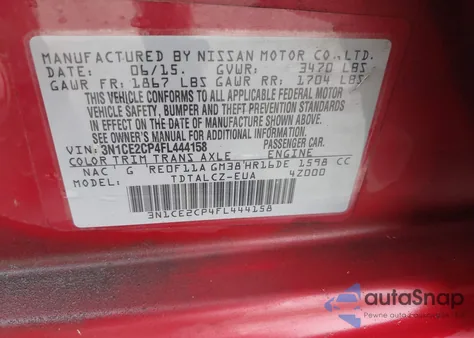 MANUFACTURED BY NISSAN MOTOR CO., LTD.
DATE: 06/15. GVWR: 3470 LBS
GAWR FR: 1867 LBS GAWR RR: 1704 LBS
THIS VEHICLE CONFORMS TO ALL APPLICABLE FEDERAL MOTOR
VEHICLE SAFETY, BUMPER, AND THEFT PREVENTION STANDARDS
IN EFFECT ON THE DATE OF MANUFACTURE SHOWN ABOVE.
SEE OWNER'S MANUAL FOR ADDITIONAL INFORMATION.
VIN: 3N1CE2CP4FL444158 PASSENGER CAR.
COLOR TRIM TRANS AXLE ENGINE
NAC G RE0F11A GM38 HR16DE 1598 CC
MODEL: TDTALCZ-EUA 4Z000
3N1CE2CP4FL444158
autoSnap
Pewne auto z